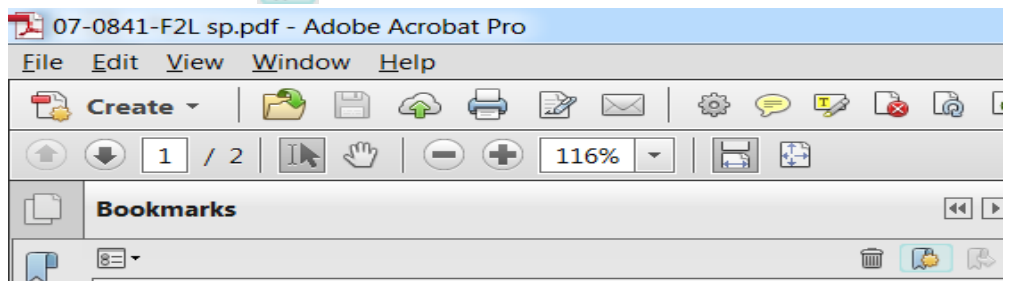 07-0841-F2L sp.pdf - Adobe Acrobat Pro
File Edit View Window Help
Create
1 / 2 116%
Bookmarks